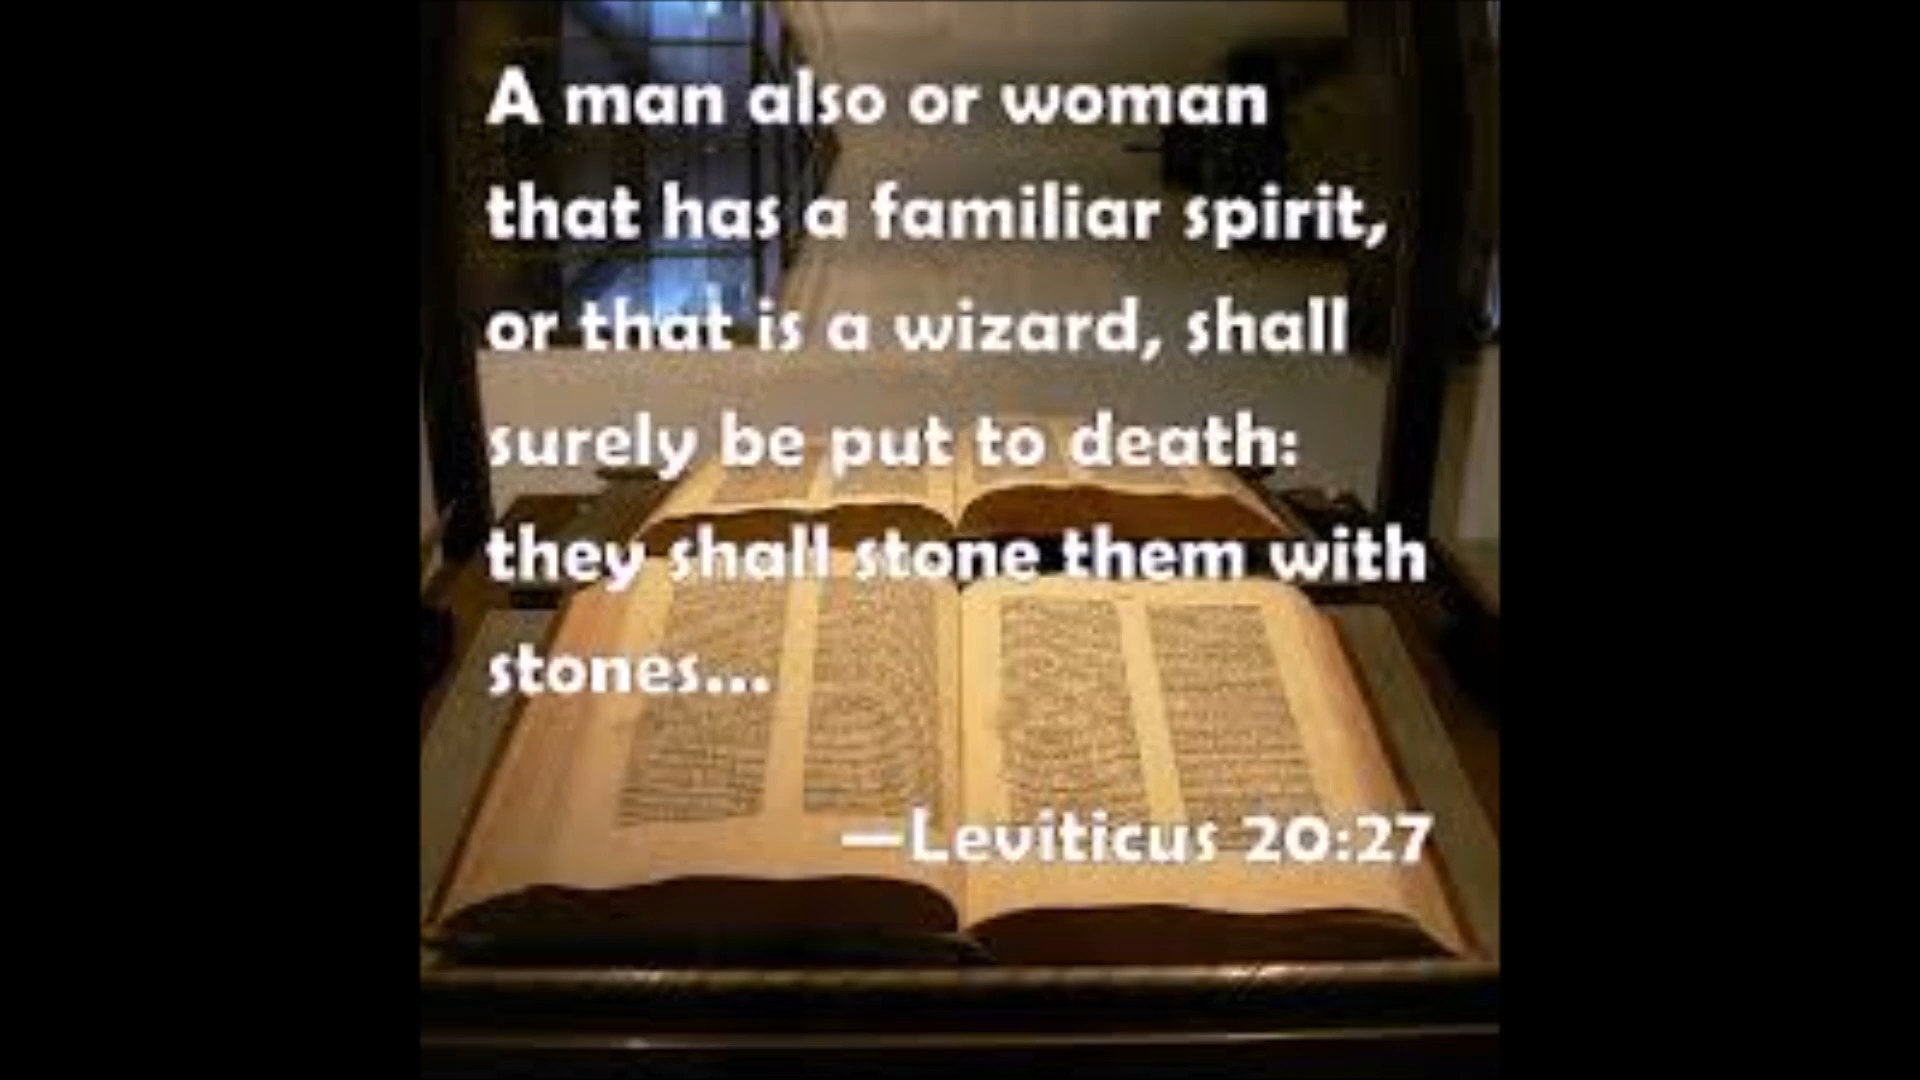 A man also or woman
that has a familiar spirit,
or that is a wizard, shall
surely be put to death:
they shall stone them with
stones...
—Leviticus 20:27